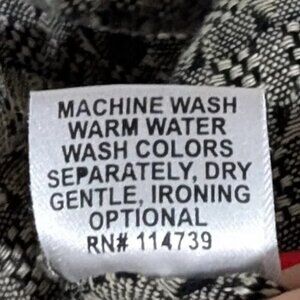 MACHINE WASH
WARM WATER
WASH COLORS
SEPARATELY, DRY
GENTLE, IRONING
OPTIONAL
RN# 114739